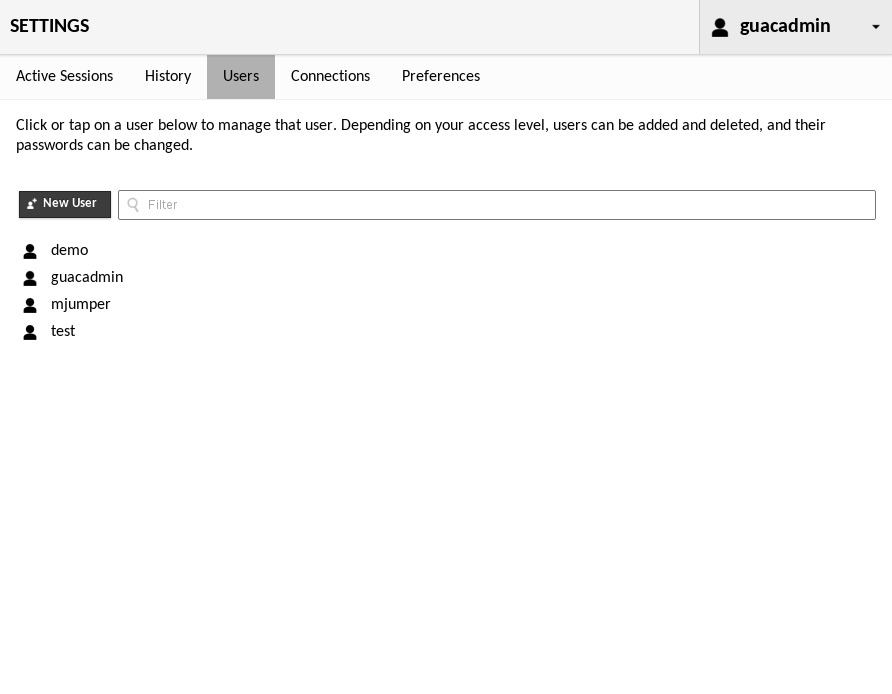 SETTINGS
guacadmin
Active Sessions
History
Users
Connections
Preferences
Click or tap on a user below to manage that user. Depending on your access level, users can be added and deleted, and their
passwords can be changed.
New User
Filter
demo
guacadmin
mjumper
test